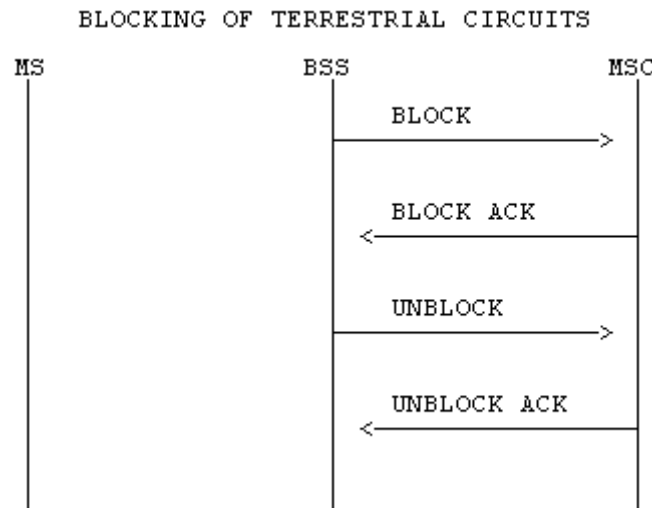 BLOCKING OF TERRESTRIAL CIRCUITS
MS BSS MSC
BLOCK
BLOCK ACK
UNBLOCK
UNBLOCK ACK